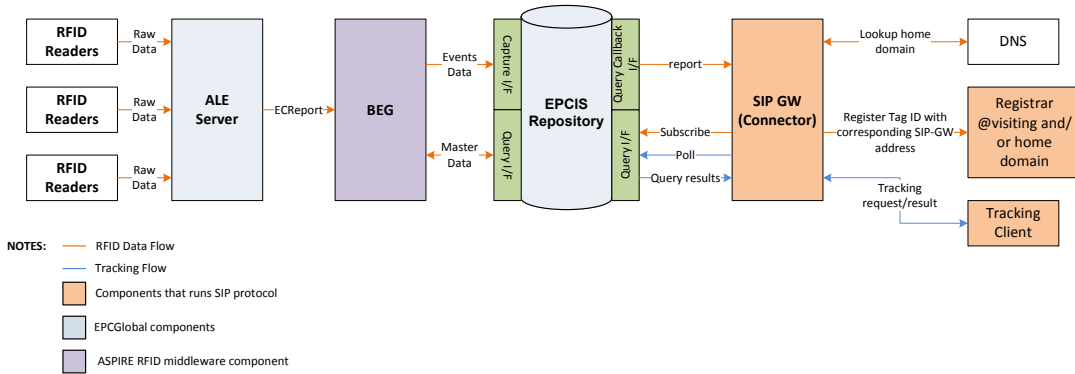 RFID
Readers
Raw
Data
RFID
Readers
Raw
Data
RFID
Readers
Raw
Data
ALE
Server
ECReport
BEG
Events
Data
Master
Data
Capture I/F
Query I/F
EPCIS
Repository
Query Callback
I/F
Query I/F
report
Subscribe
Poll
Query results
SIP GW
(Connector)
Lookup home
domain
DNS
Register Tag ID with
corresponding SIP-GW
address
Registrar
@visiting and/
or home
domain
Tracking
request/result
Tracking
Client
NOTES:
RFID Data Flow
Tracking Flow
Components that runs SIP protocol
EPCGlobal components
ASPIRE RFID middleware component